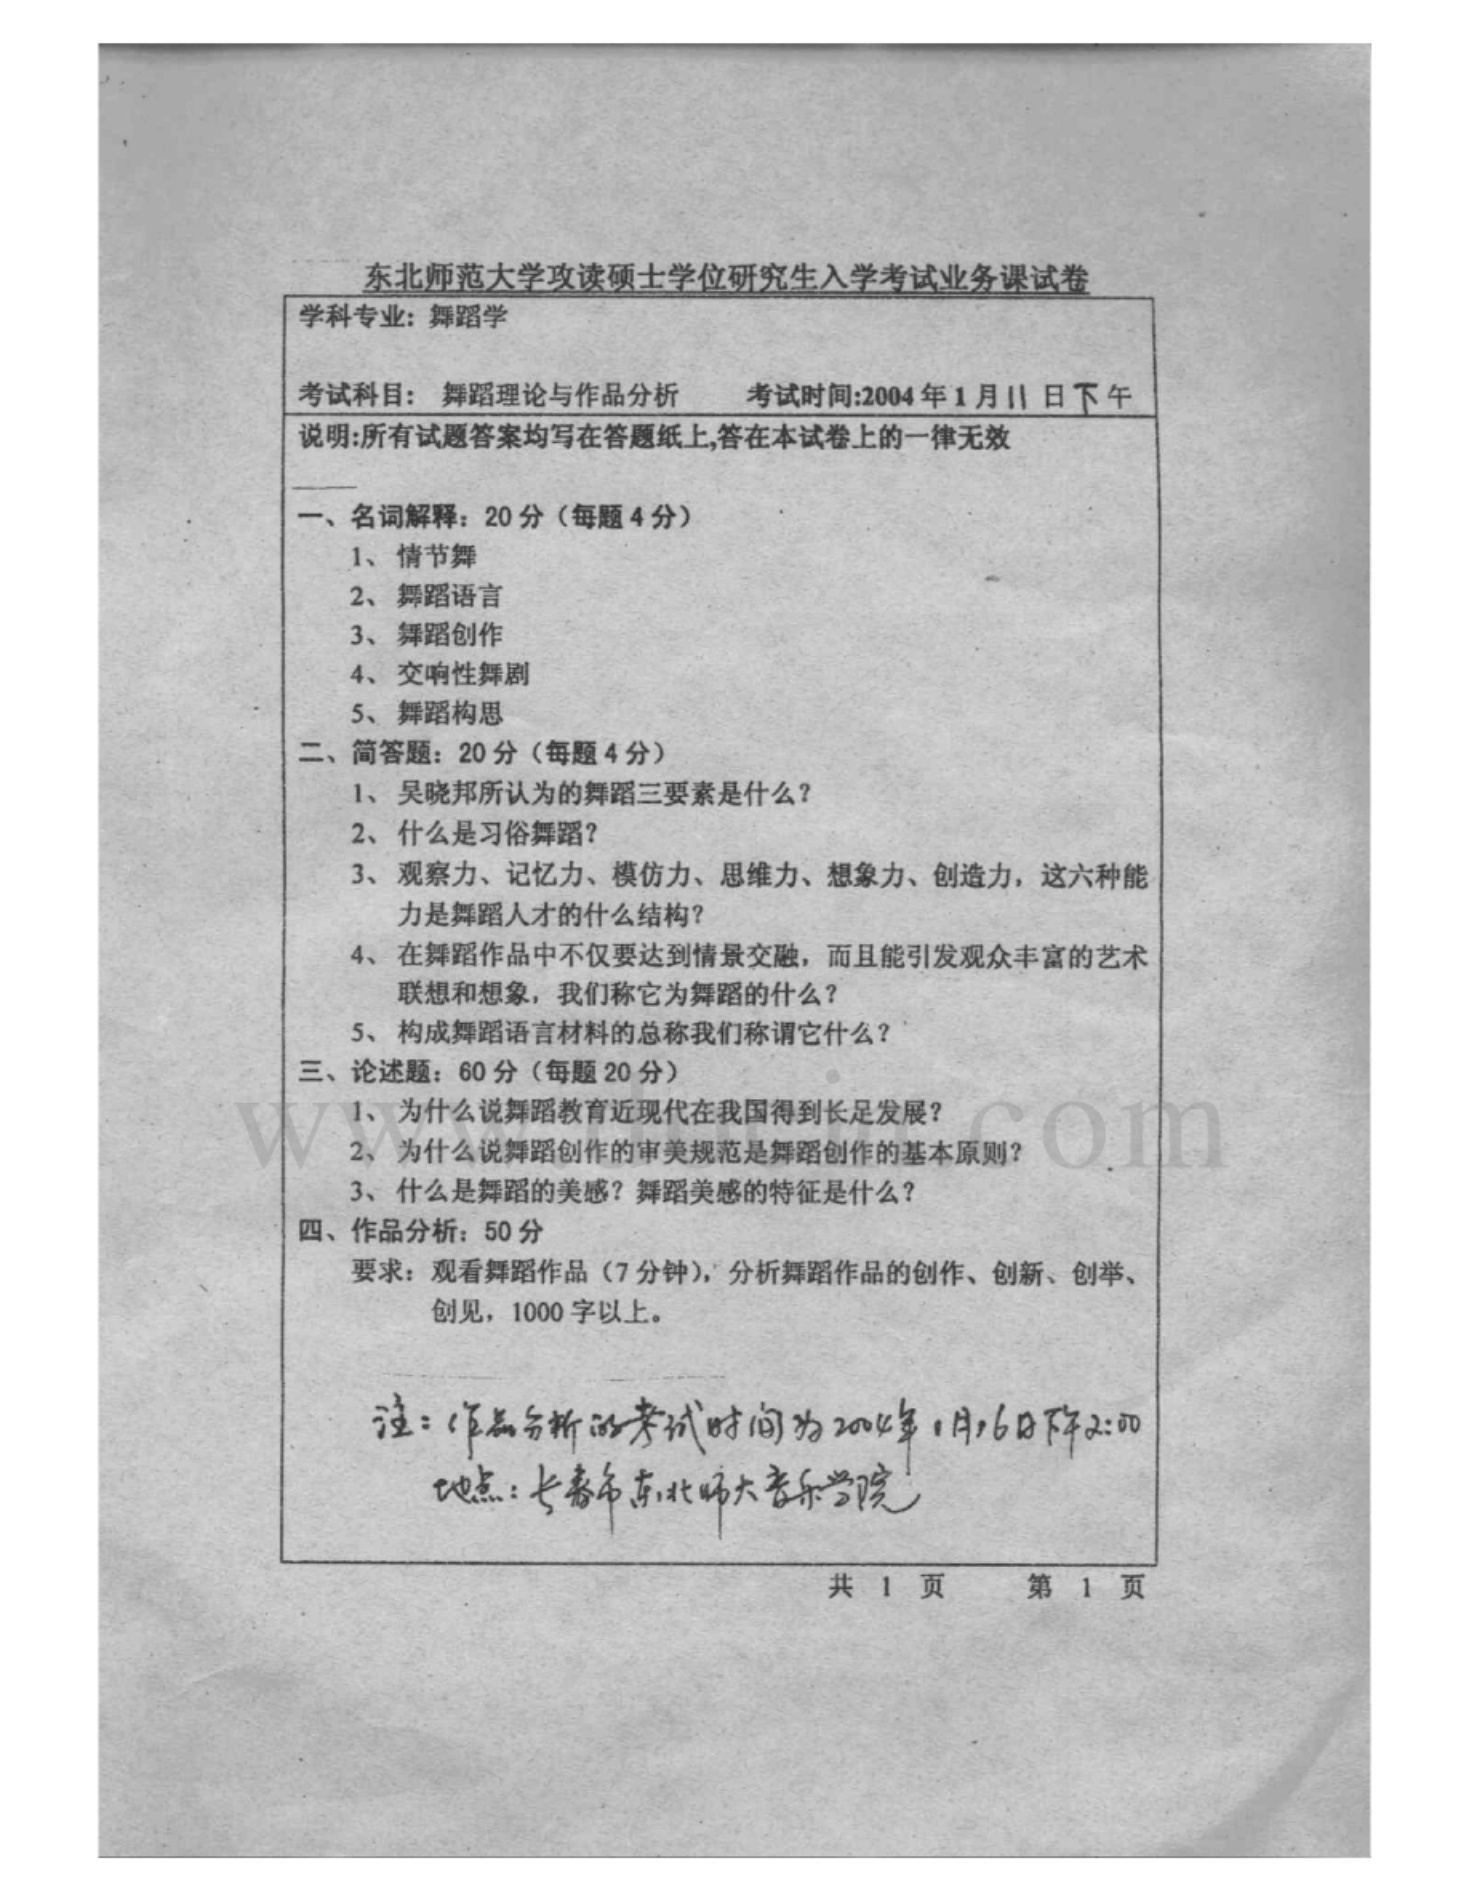 东北师范大学攻读硕士学位研究生入学考试业务课试卷
学科专业：舞蹈学
考试科目： 舞蹈理论与作品分析 考试时间:2004年1月11日下午
说明:所有试题答案均写在答题纸上,答在本试卷上的一律无效
一、名词解释：20分（每题4分）
1、 情节舞
2、 舞蹈语言
3、 舞蹈创作
4、 交响性舞剧
5、 舞蹈构思
二、简答题：20分（每题4分）
1、 吴晓邦所认为的舞蹈三要素是什么？
2、 什么是习俗舞蹈？
3、 观察力、记忆力、模仿力、思维力、想象力、创造力，这六种能
力是舞蹈人才的什么结构？
4、 在舞蹈作品中不仅要达到情景交融，而且能引发观众丰富的艺术
联想和想象，我们称它为舞蹈的什么？
5、 构成舞蹈语言材料的总称我们称谓它什么？
三、论述题：60分（每题20分）
1、 为什么说舞蹈教育近现代在我国得到长足发展？
2、 为什么说舞蹈创作的审美规范是舞蹈创作的基本原则？
3、 什么是舞蹈的美感？舞蹈美感的特征是什么？
四、作品分析：50分
要求：观看舞蹈作品（7分钟），分析舞蹈作品的创作、创新、创举、
创见，1000字以上。
注：作品分析的考试时间为2004年1月16日下午2:00
地点：长春市东北师大音乐学院
共 1 页 第 1 页